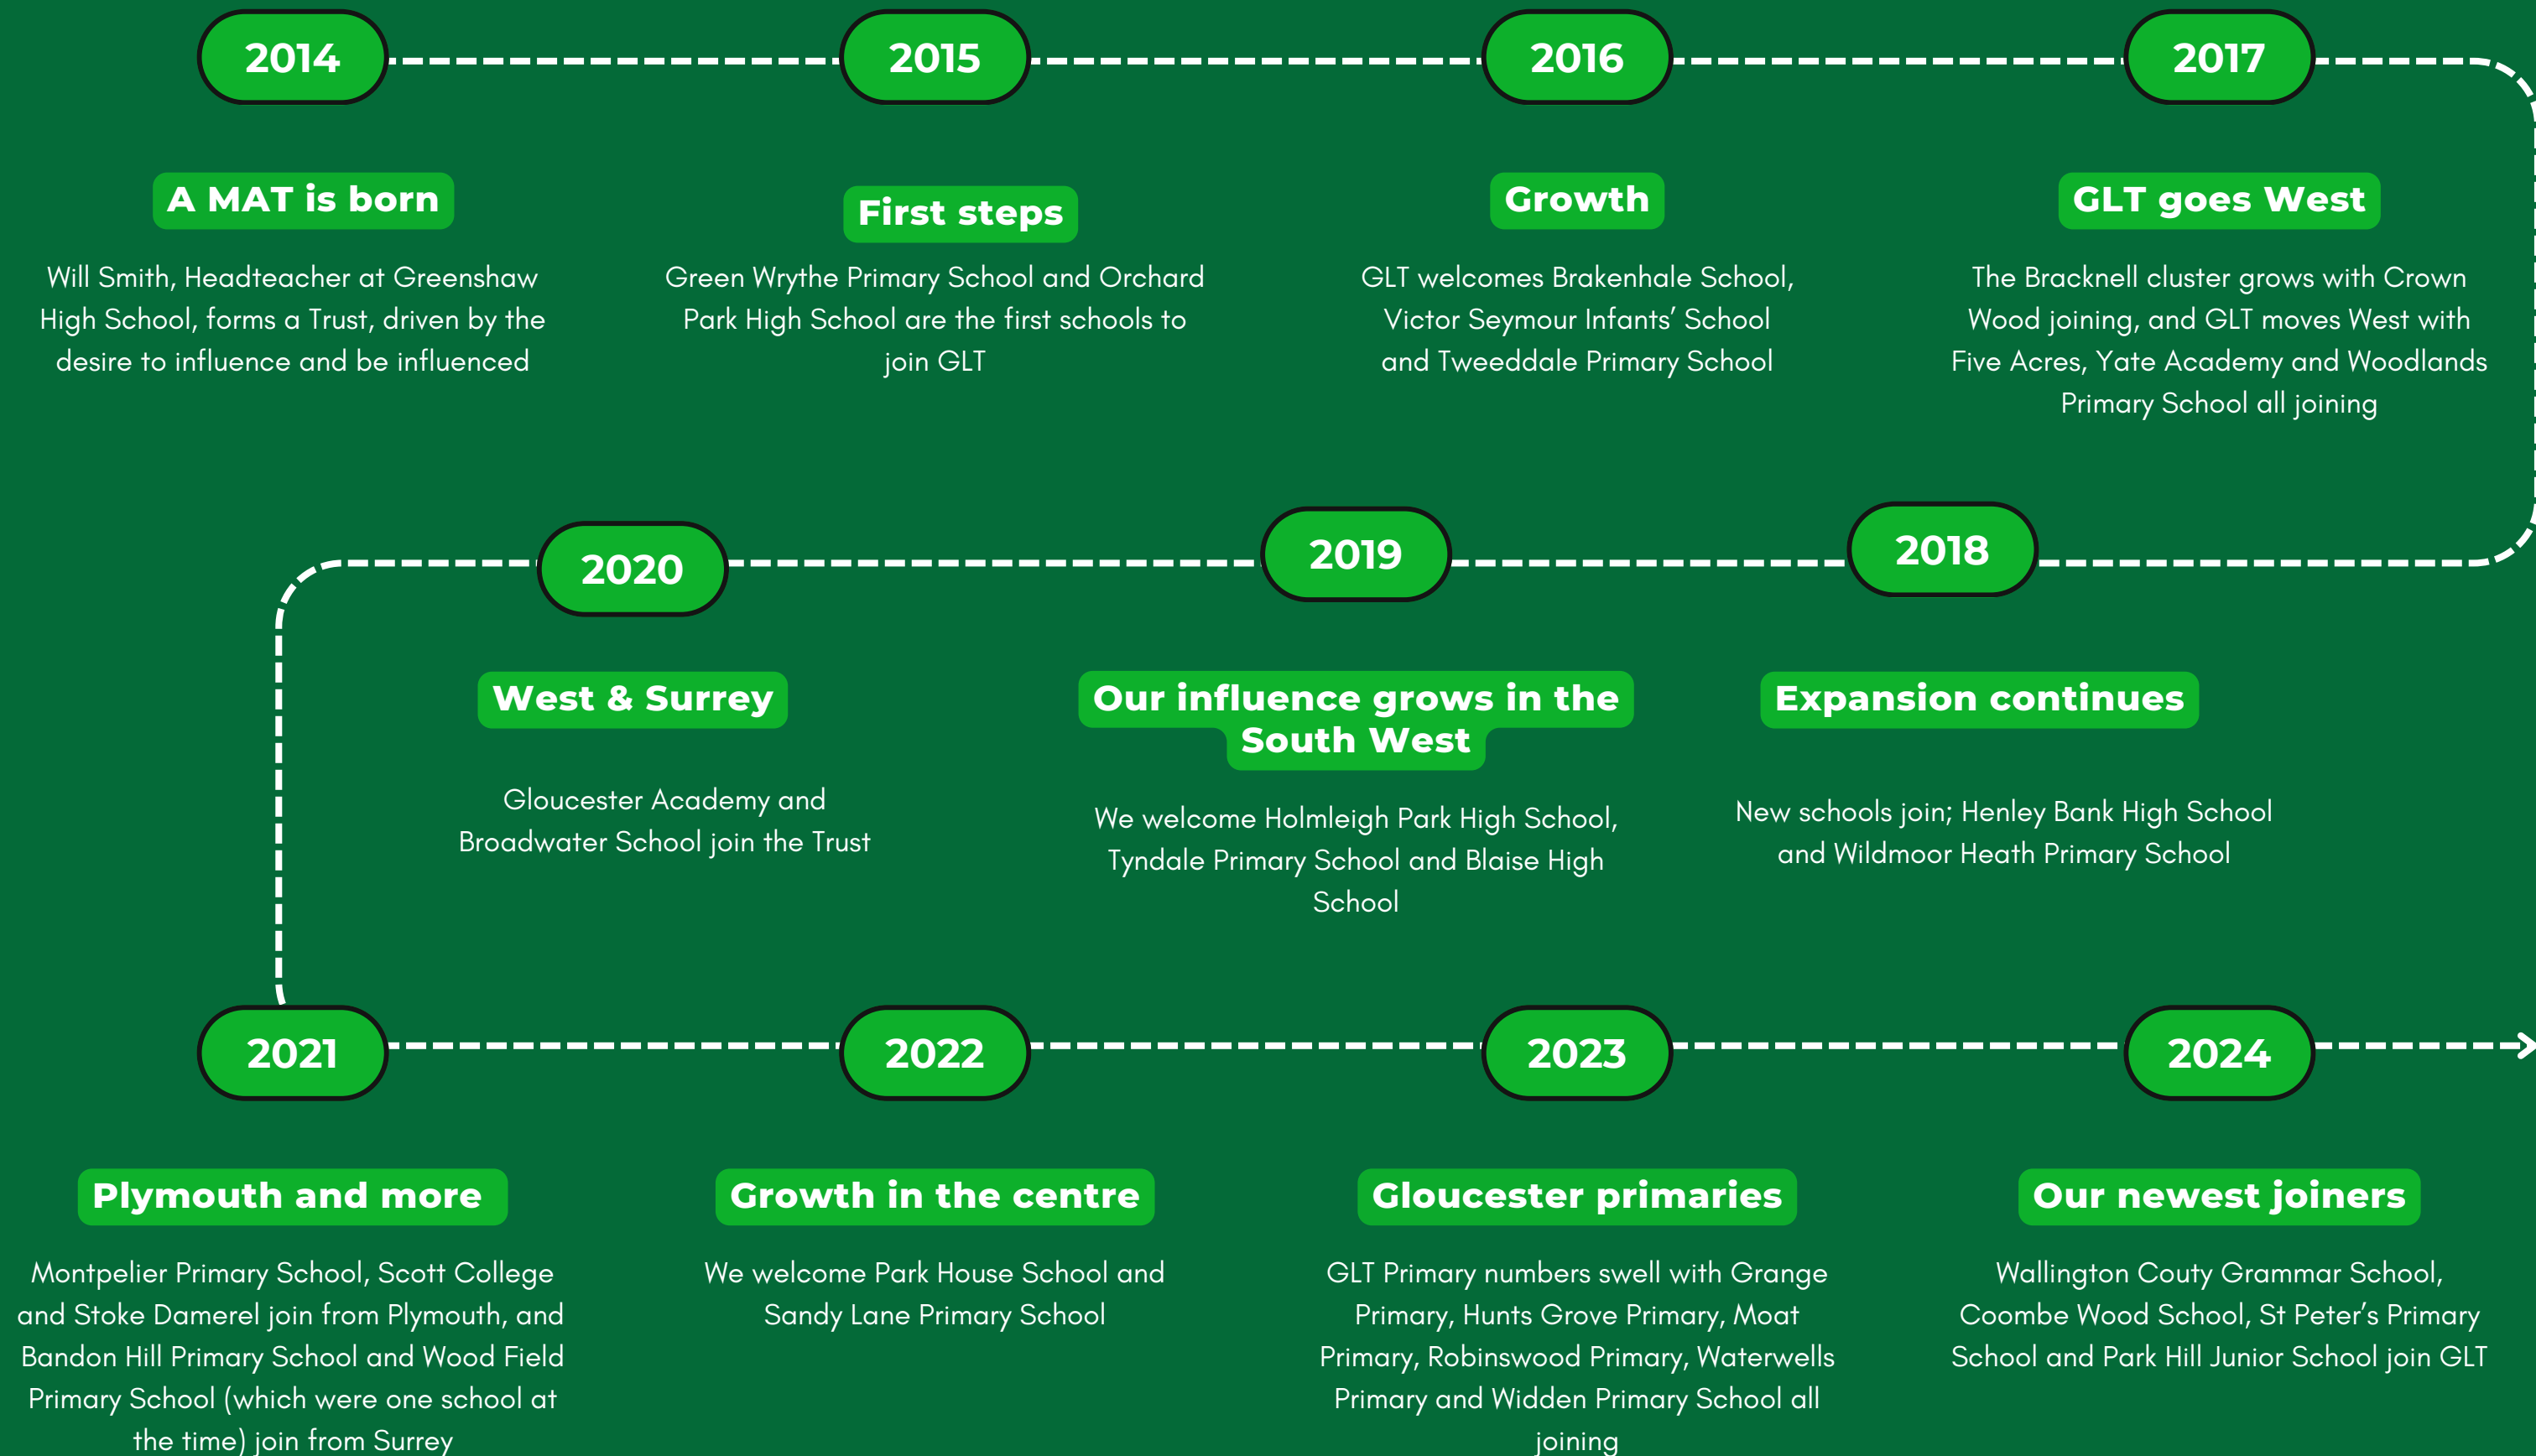 2014
A MAT is born
Will Smith, Headteacher at Greenshaw
High School, forms a Trust, driven by the
desire to influence and be influenced
2015
First steps
Green Wrythe Primary School and Orchard
Park High School are the first schools to
join GLT
2016
Growth
GLT welcomes Brakenhale School,
Victor Seymour Infants’ School
and Tweeddale Primary School
2017
GLT goes West
The Bracknell cluster grows with Crown
Wood joining, and GLT moves West with
Five Acres, Yate Academy and Woodlands
Primary School all joining
2018
Expansion continues
New schools join; Henley Bank High School
and Wildmoor Heath Primary School
2019
Our influence grows in the
South West
We welcome Holmleigh Park High School,
Tyndale Primary School and Blaise High
School
2020
West & Surrey
Gloucester Academy and
Broadwater School join the Trust
2021
Plymouth and more
Montpelier Primary School, Scott College
and Stoke Damerel join from Plymouth, and
Bandon Hill Primary School and Wood Field
Primary School (which were one school at
the time) join from Surrey
2022
Growth in the centre
We welcome Park House School and
Sandy Lane Primary School
2023
Gloucester primaries
GLT Primary numbers swell with Grange
Primary, Hunts Grove Primary, Moat
Primary, Robinswood Primary, Waterwells
Primary and Widden Primary School all
joining
2024
Our newest joiners
Wallington Couty Grammar School,
Coombe Wood School, St Peter’s Primary
School and Park Hill Junior School join GLT